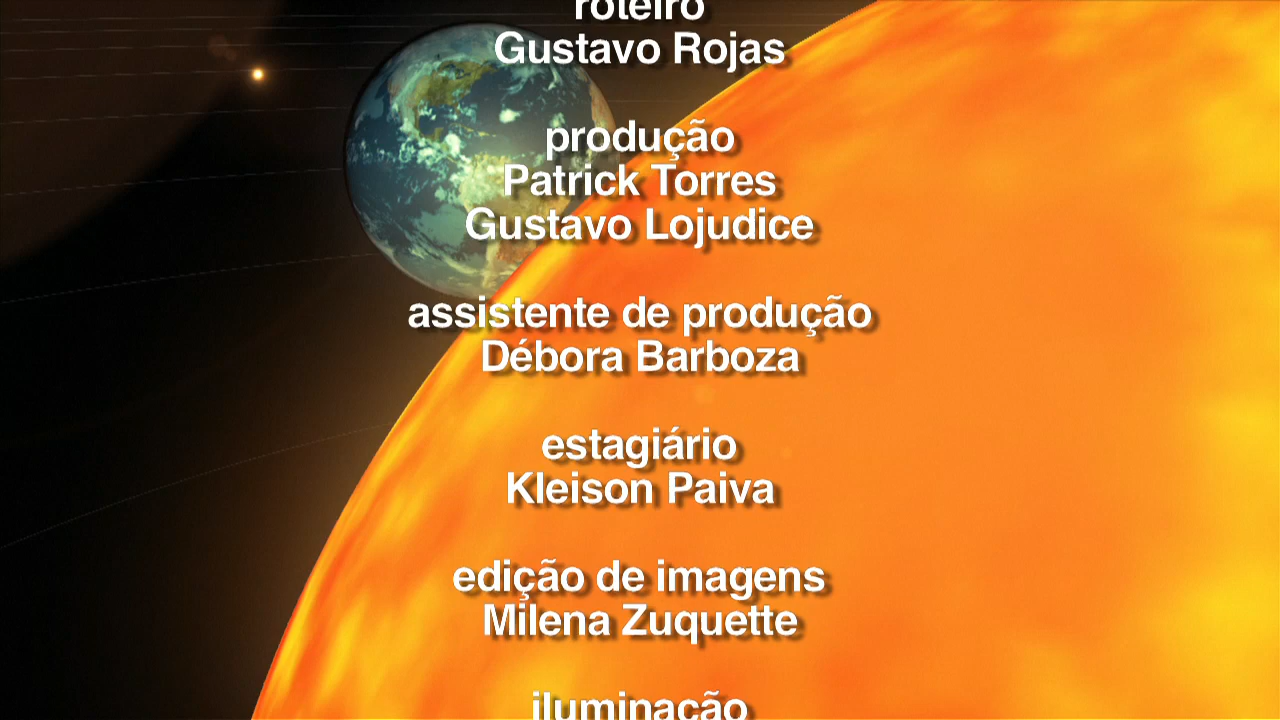 roteiro
Gustavo Rojas
produção
Patrick Torres
Gustavo Lojudice
assistente de produção
Débora Barboza
estagiário
Kleison Paiva
edição de imagens
Milena Zuquette
iluminação